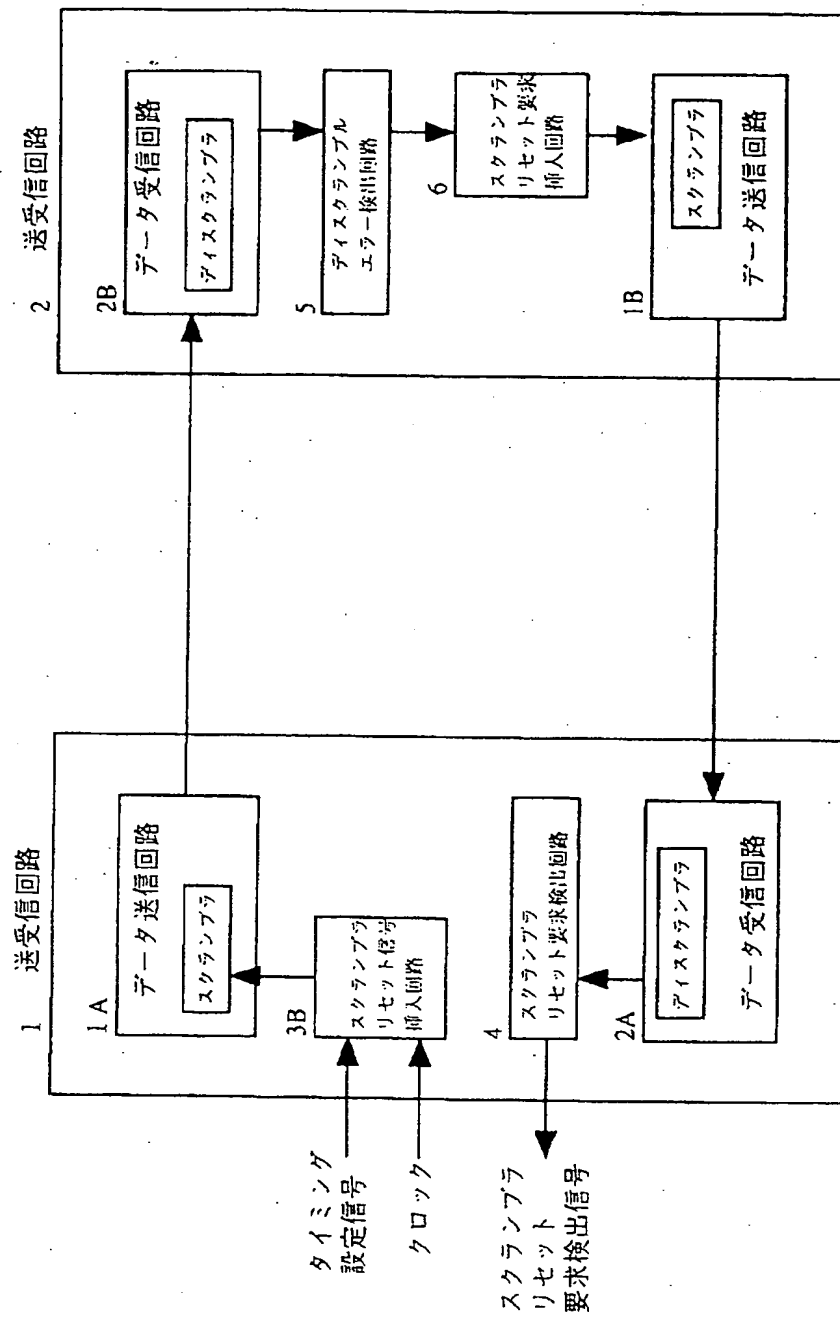 1
送受信回路
1A
データ送信回路
スクランブラ
タイミング
設定信号
クロック
3B
スクランブラ
リセット信号
挿入回路
スクランブラ
リセット
要求検出信号
4
スクランブラ
リセット要求検出回路
2A
ディスクランブラ
データ受信回路
2
送受信回路
2B
データ受信回路
ディスクランブラ
5
ディスクランブル
エラー検出回路
6
スクランブラ
リセット要求
挿入回路
1B
スクランブラ
データ送信回路